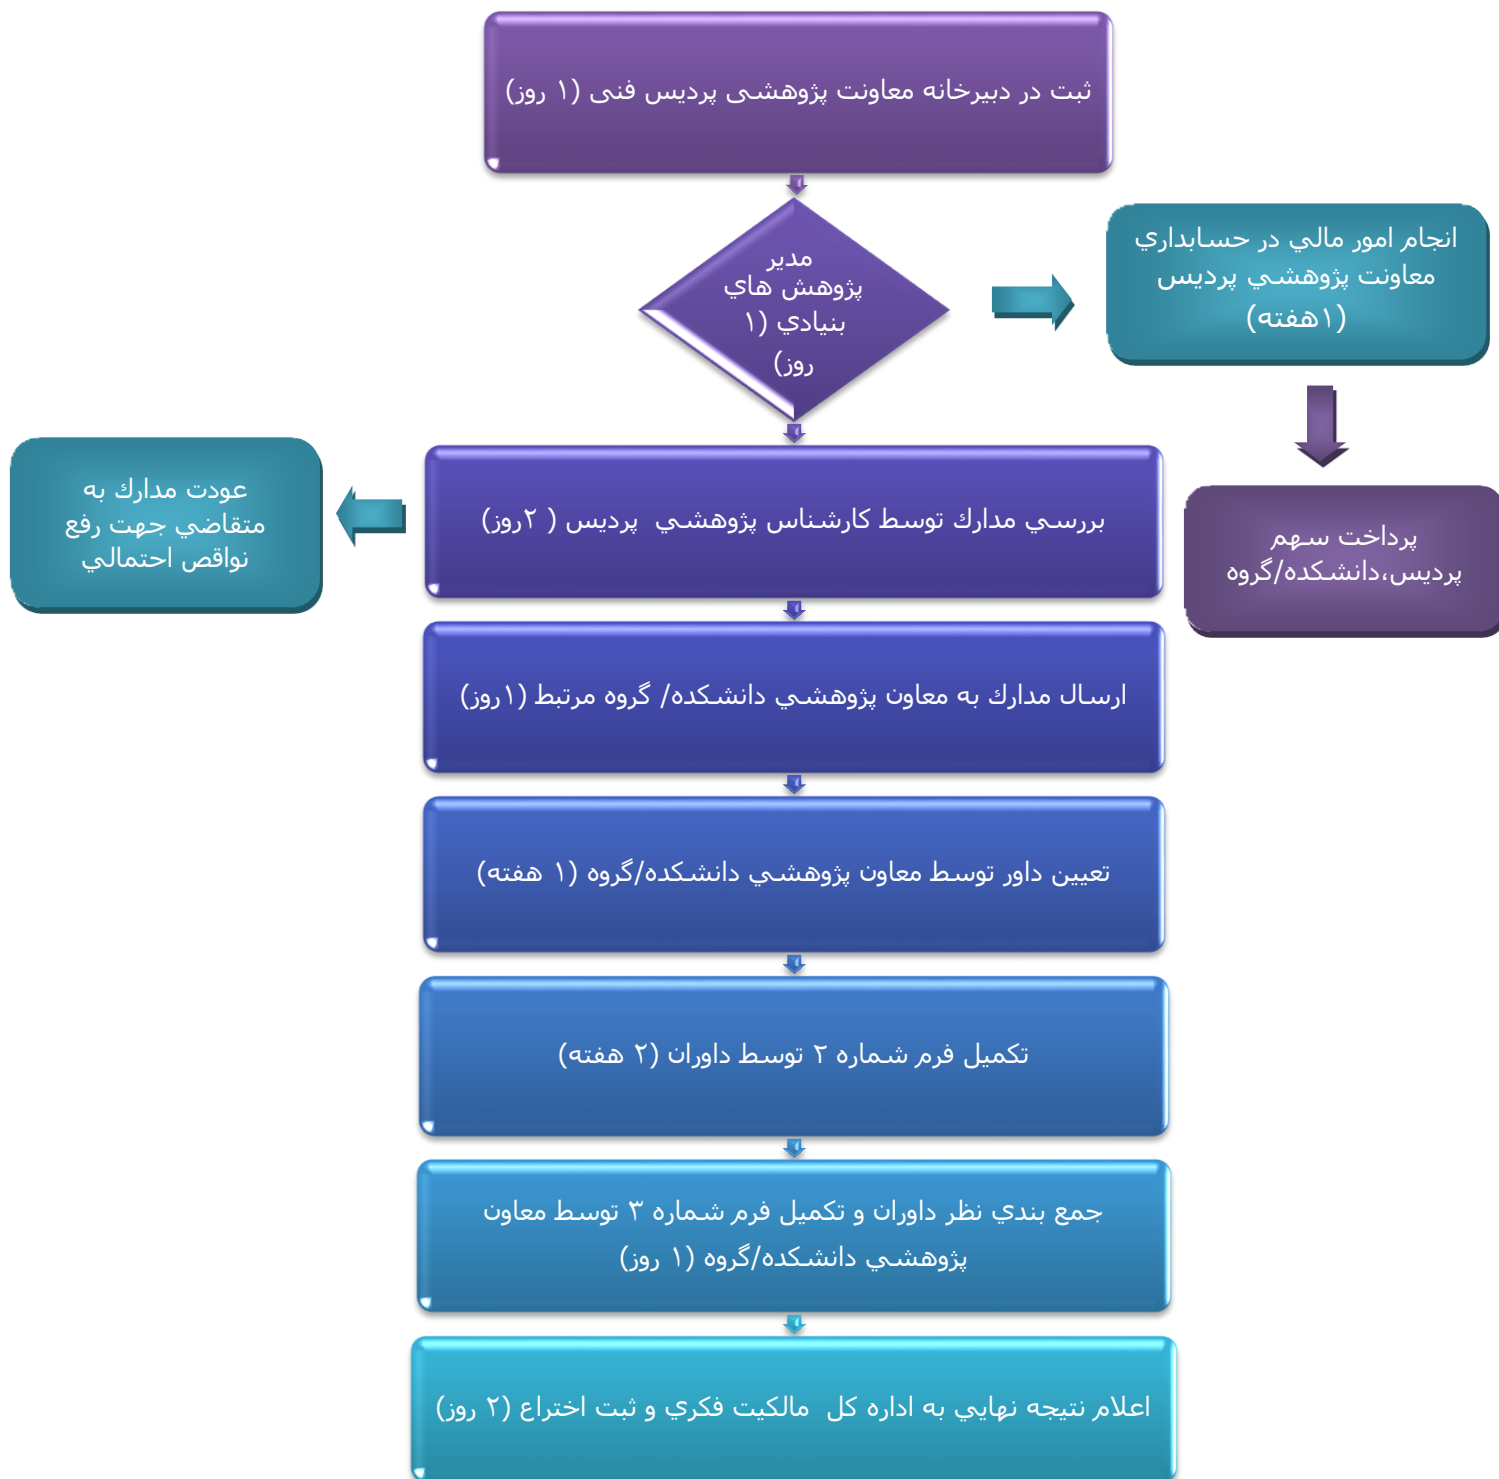 ثبت در دبیرخانه معاونت پژوهشی پردیس فنی (۱ روز)
مدير
پژوهش هاي
بنيادي (۱
روز)
انجام امور مالي در حسابداري
معاونت پژوهشي پرديس
(۱هفته)
پرداخت سهم
پرديس،دانشكده/گروه
بررسي مدارك توسط كارشناس پژوهشي پرديس ( ۲روز)
عودت مدارك به
متقاضي جهت رفع
نواقص احتمالي
ارسال مدارك به معاون پژوهشي دانشكده/ گروه مرتبط (۱روز)
تعيين داور توسط معاون پژوهشي دانشكده/گروه (۱ هفته)
تكميل فرم شماره ۲ توسط داوران (۲ هفته)
جمع بندي نظر داوران و تكميل فرم شماره ۳ توسط معاون
پژوهشي دانشكده/گروه (۱ روز)
اعلام نتيجه نهايي به اداره كل مالكيت فكري و ثبت اختراع (۲ روز)